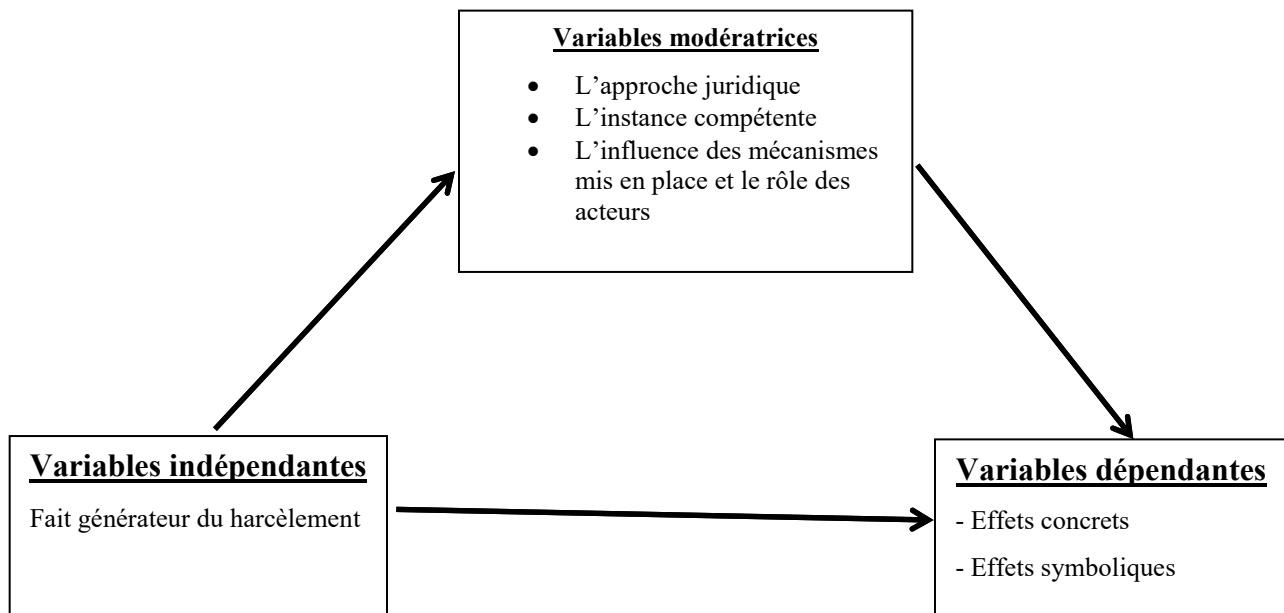 Variables modératrices
• L’approche juridique
• L’instance compétente
• L’influence des mécanismes
mis en place et le rôle des
acteurs
Variables indépendantes
Fait générateur du harcèlement
Variables dépendantes
- Effets concrets
- Effets symboliques